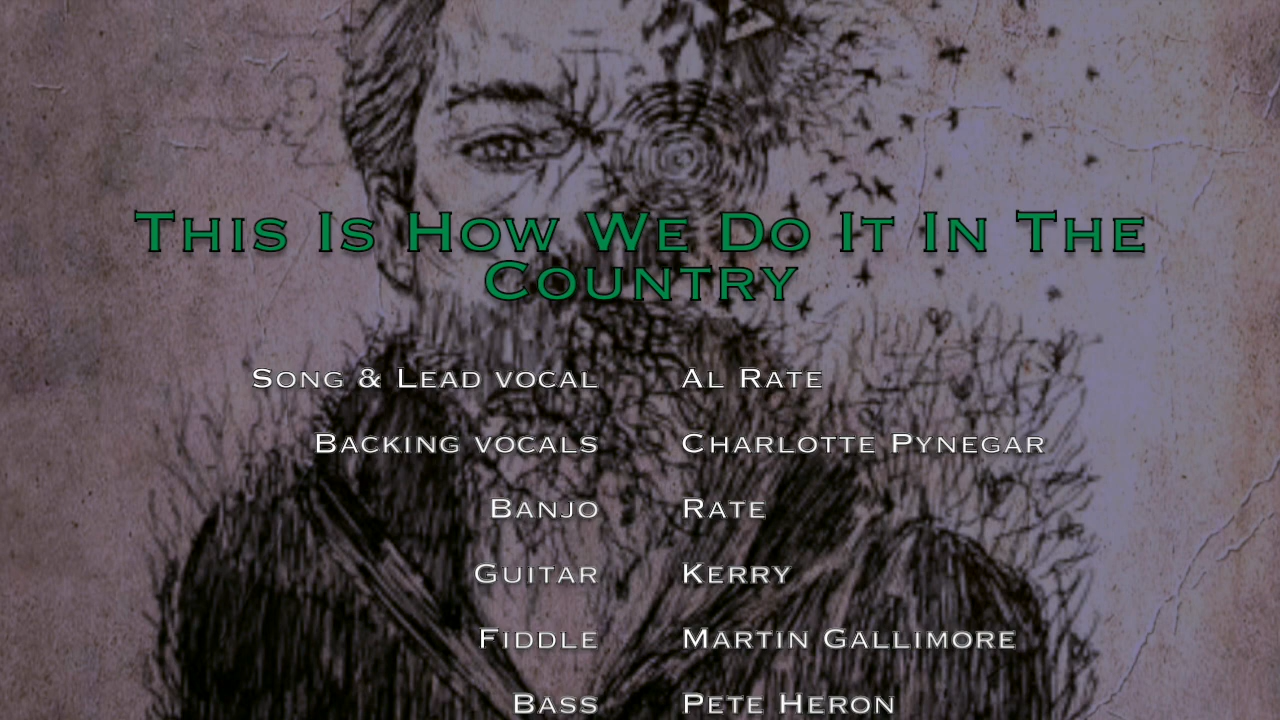 This Is How We Do It In The
Country
Song & Lead vocal Al Rate
Backing vocals Charlotte Pynegar
Banjo Rate
Guitar Kerry
Fiddle Martin Gallimore
Bass Pete Heron